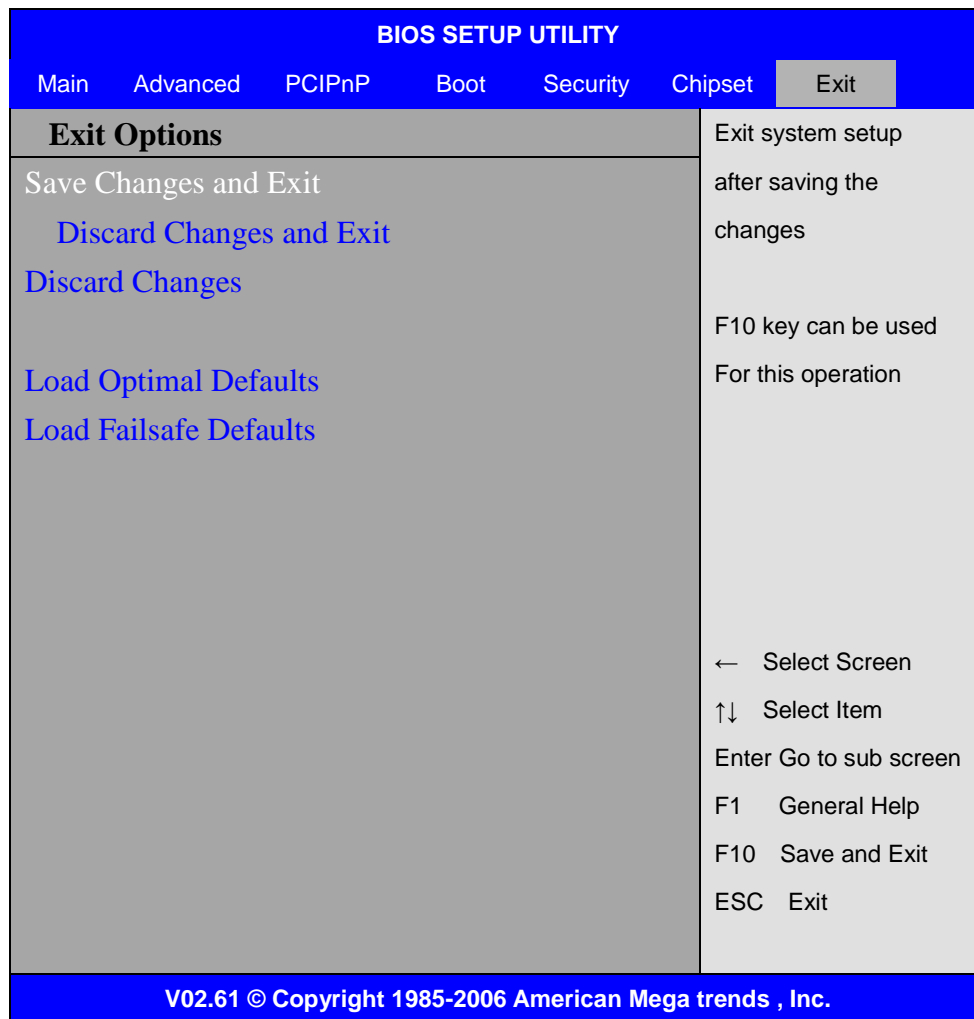 BIOS SETUP UTILITY
Main Advanced PCIPnP Boot Security Chipset Exit
Exit Options
Save Changes and Exit
Discard Changes and Exit
Discard Changes
Load Optimal Defaults
Load Failsafe Defaults
Exit system setup
after saving the
changes
F10 key can be used
For this operation
← Select Screen
↑↓ Select Item
Enter Go to sub screen
F1 General Help
F10 Save and Exit
ESC Exit
V02.61 © Copyright 1985-2006 American Mega trends , Inc.